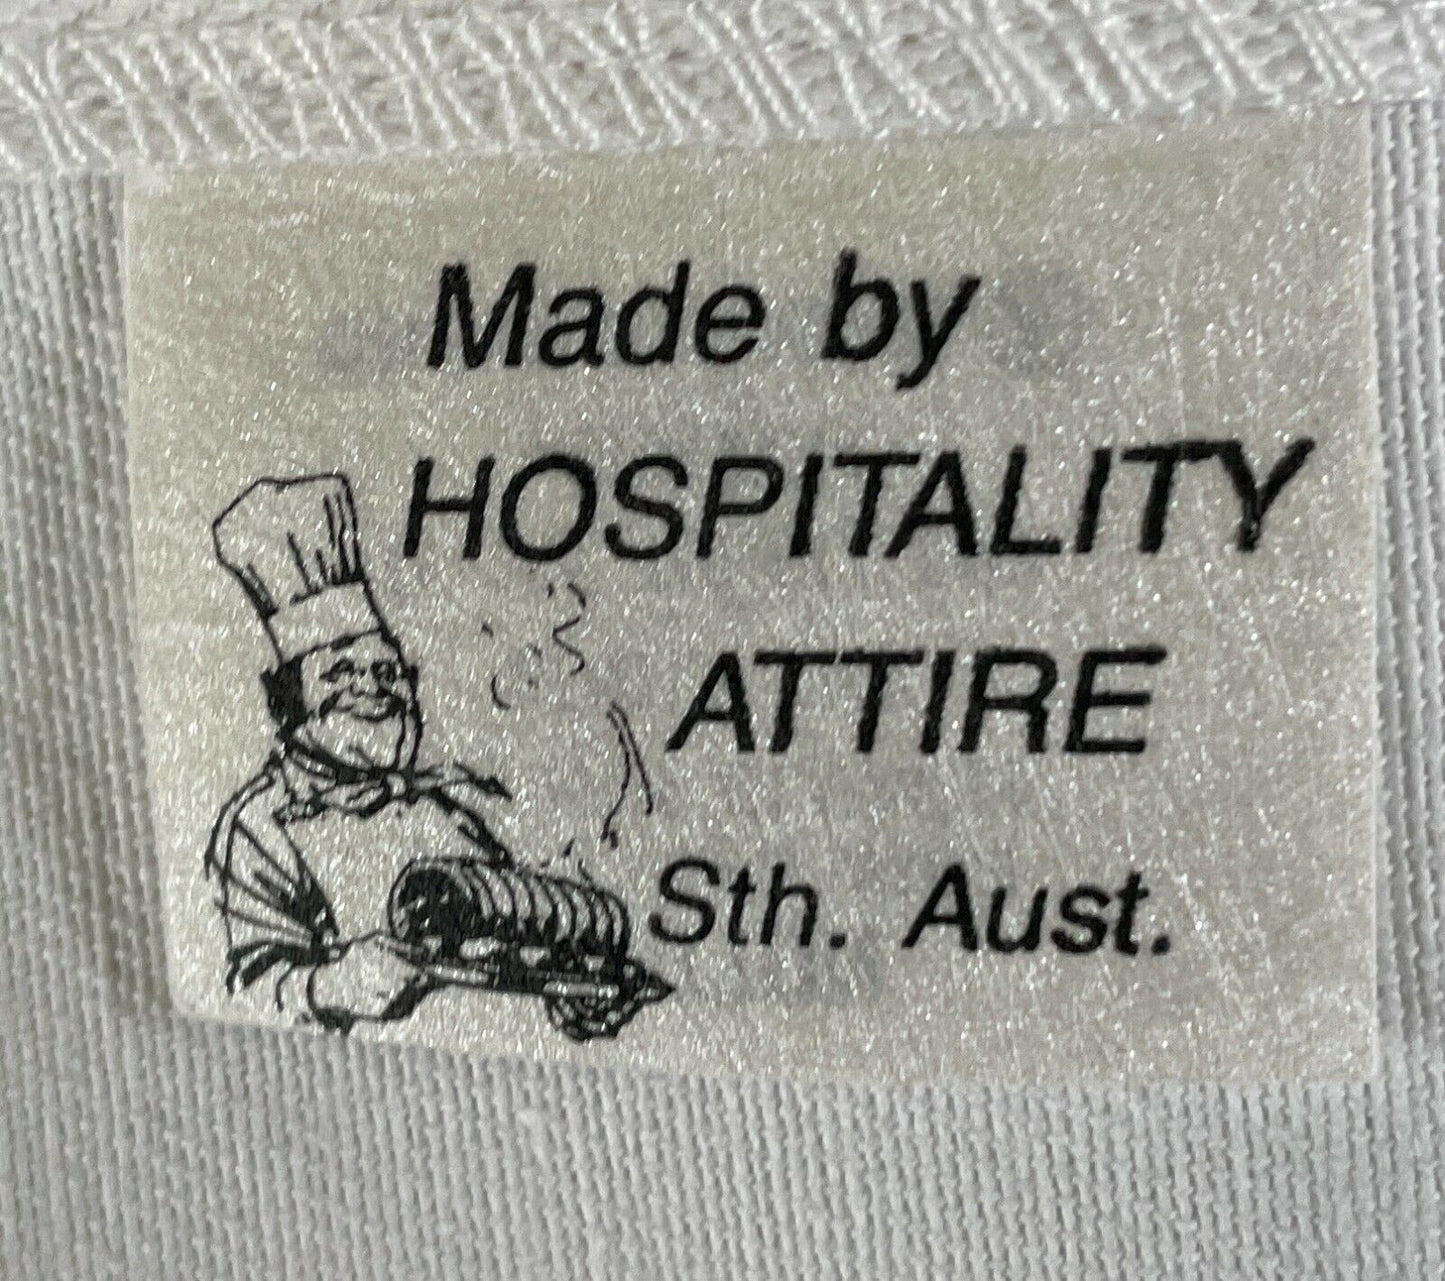 Made by
HOSPITALITY
ATTIRE
Sth. Aust.